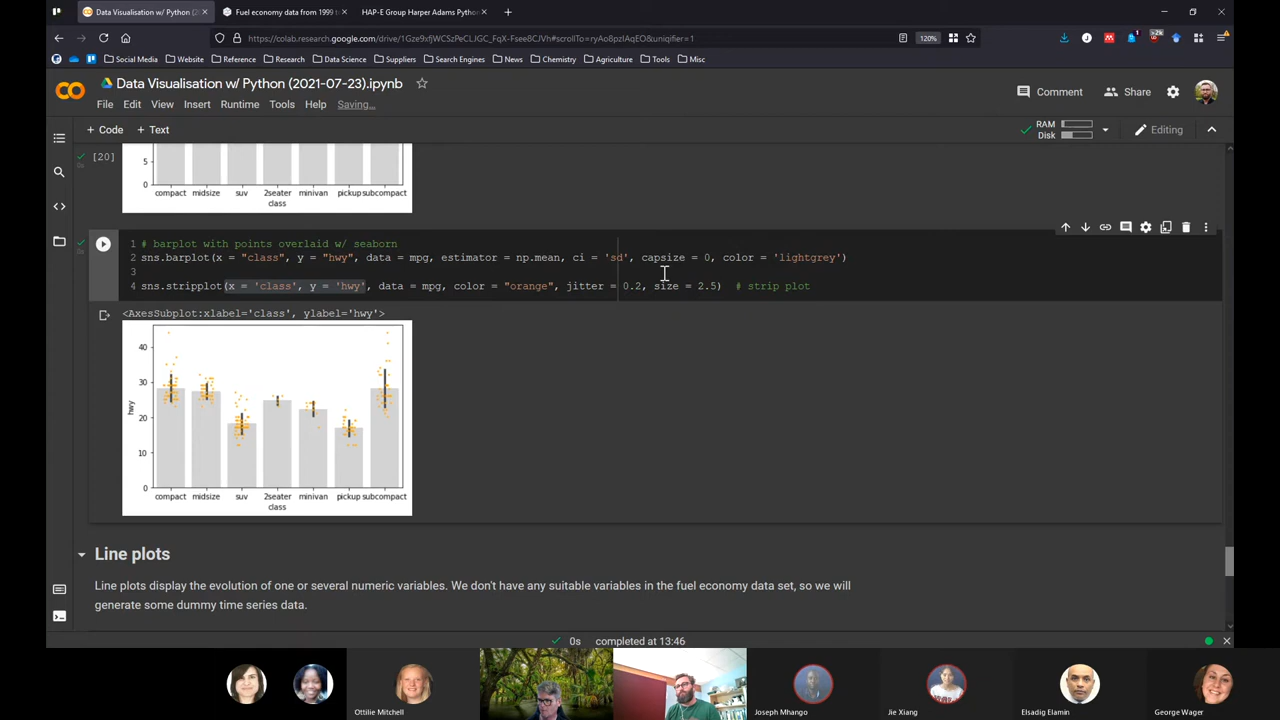 Data Visualisation w/ Python (2
Fuel economy data from 1999 t
HAP-E Group Harper Adams Python
https://colab.research.google.com/drive/1Gze9xfjWCSzPeCLJGC_FqX-Fsee8CJVh#scrollTo=ryAo8pzIAqEO&uniqifier=1
120%
Social Media
Website
Reference
Research
Data Science
Suppliers
Search Engines
News
Chemistry
Agriculture
Tools
Misc
Data Visualisation w/ Python (2021-07-23).ipynb
File Edit View Insert Runtime Tools Help Saving...
Comment
Share
+ Code + Text
RAM
Disk
Editing
[20]
5
0
compact midsize suv 2seater minivan pickup subcompact
class
1 # barplot with points overlaid w/ seaborn
2 sns.barplot(x = "class", y = "hwy", data = mpg, estimator = np.mean, ci = 'sd', capsize = 0, color = 'lightgrey')
3
4 sns.stripplot(x = 'class', y = 'hwy', data = mpg, color = "orange", jitter = 0.2, size = 2.5) # strip plot
<AxesSubplot:xlabel='class', ylabel='hwy'>
40
30
20
10
0
hwy
compact midsize suv 2seater minivan pickup subcompact
class
Line plots
Line plots display the evolution of one or several numeric variables. We don't have any suitable variables in the fuel economy data set, so we will
generate some dummy time series data.
0s completed at 13:46
Ottilie Mitchell
Joseph Mhango
Jie Xiang
Elsadig Elamin
George Wager